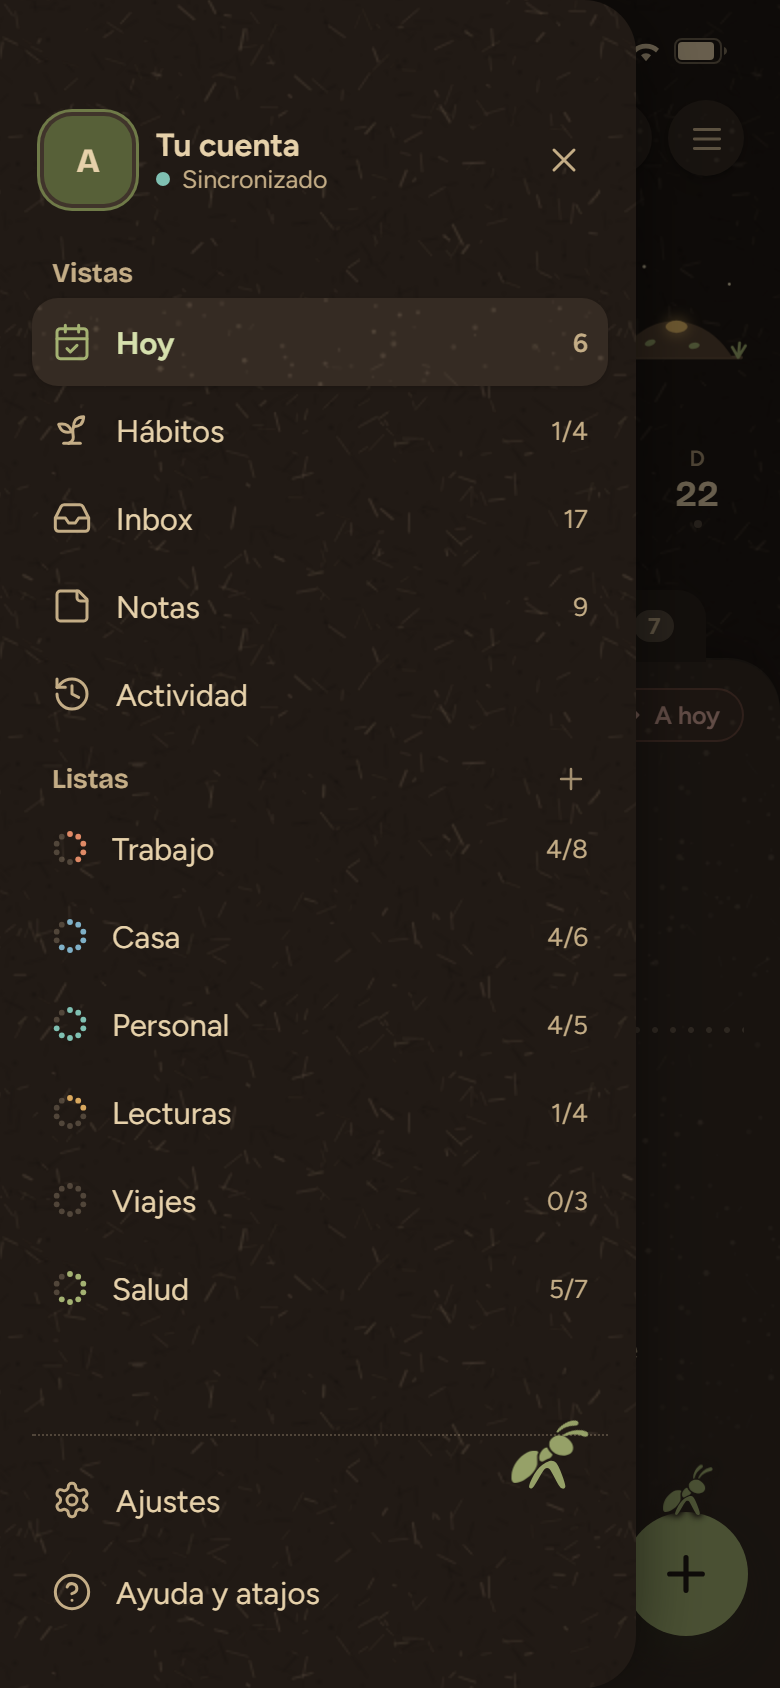 A
Tu cuenta
Sincronizado
Vistas
Hoy 6
Hábitos 1/4
Inbox 17
Notas 9
Actividad
Listas
Trabajo 4/8
Casa 4/6
Personal 4/5
Lecturas 1/4
Viajes 0/3
Salud 5/7
Ajustes
Ayuda y atajos
D
22
7
A hoy